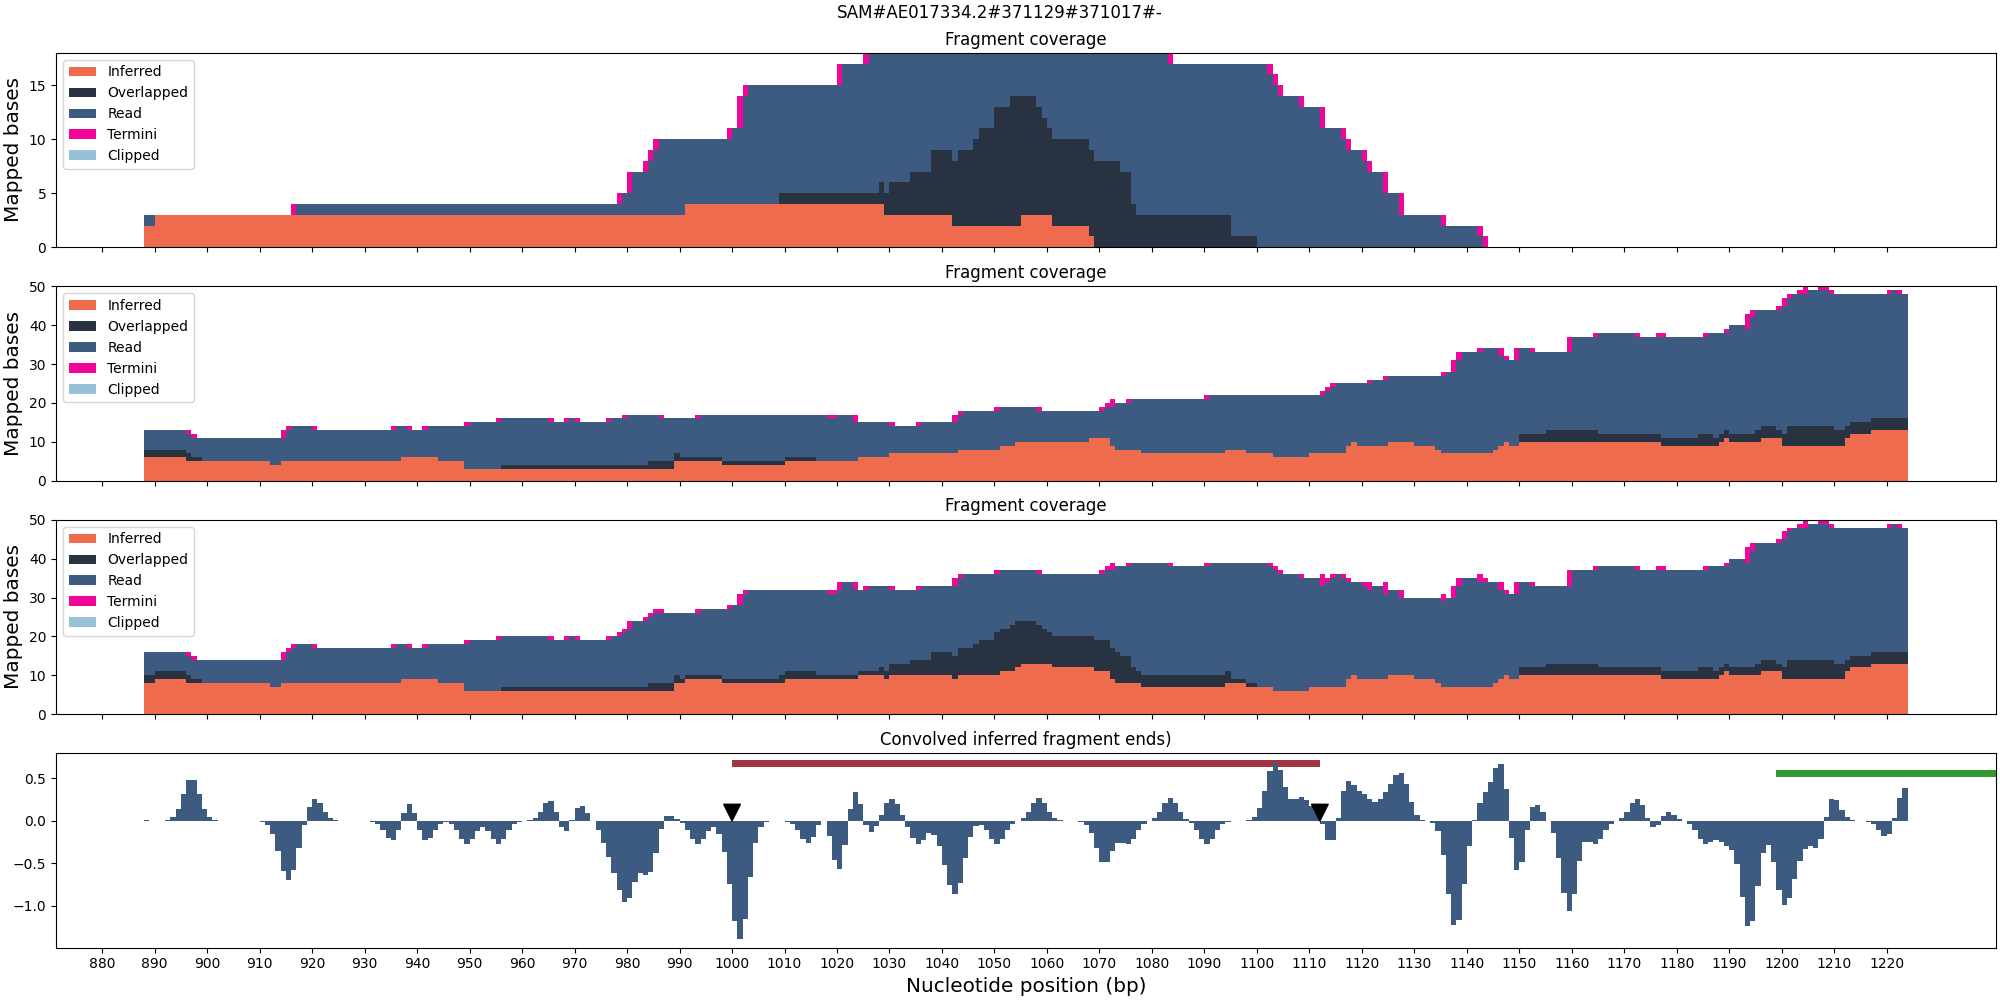 SAM#AE017334.2#371129#371017#-
Fragment coverage
Mapped bases
15
10
5
0
Inferred
Overlapped
Read
Termini
Clipped
Fragment coverage
Mapped bases
50
40
30
20
10
0
Inferred
Overlapped
Read
Termini
Clipped
Fragment coverage
Mapped bases
50
40
30
20
10
0
Inferred
Overlapped
Read
Termini
Clipped
Convolved inferred fragment ends)
0.5
0.0
−0.5
−1.0
880 890 900 910 920 930 940 950 960 970 980 990 1000 1010 1020 1030 1040 1050 1060 1070 1080 1090 1100 1110 1120 1130 1140 1150 1160 1170 1180 1190 1200 1210 1220
Nucleotide position (bp)